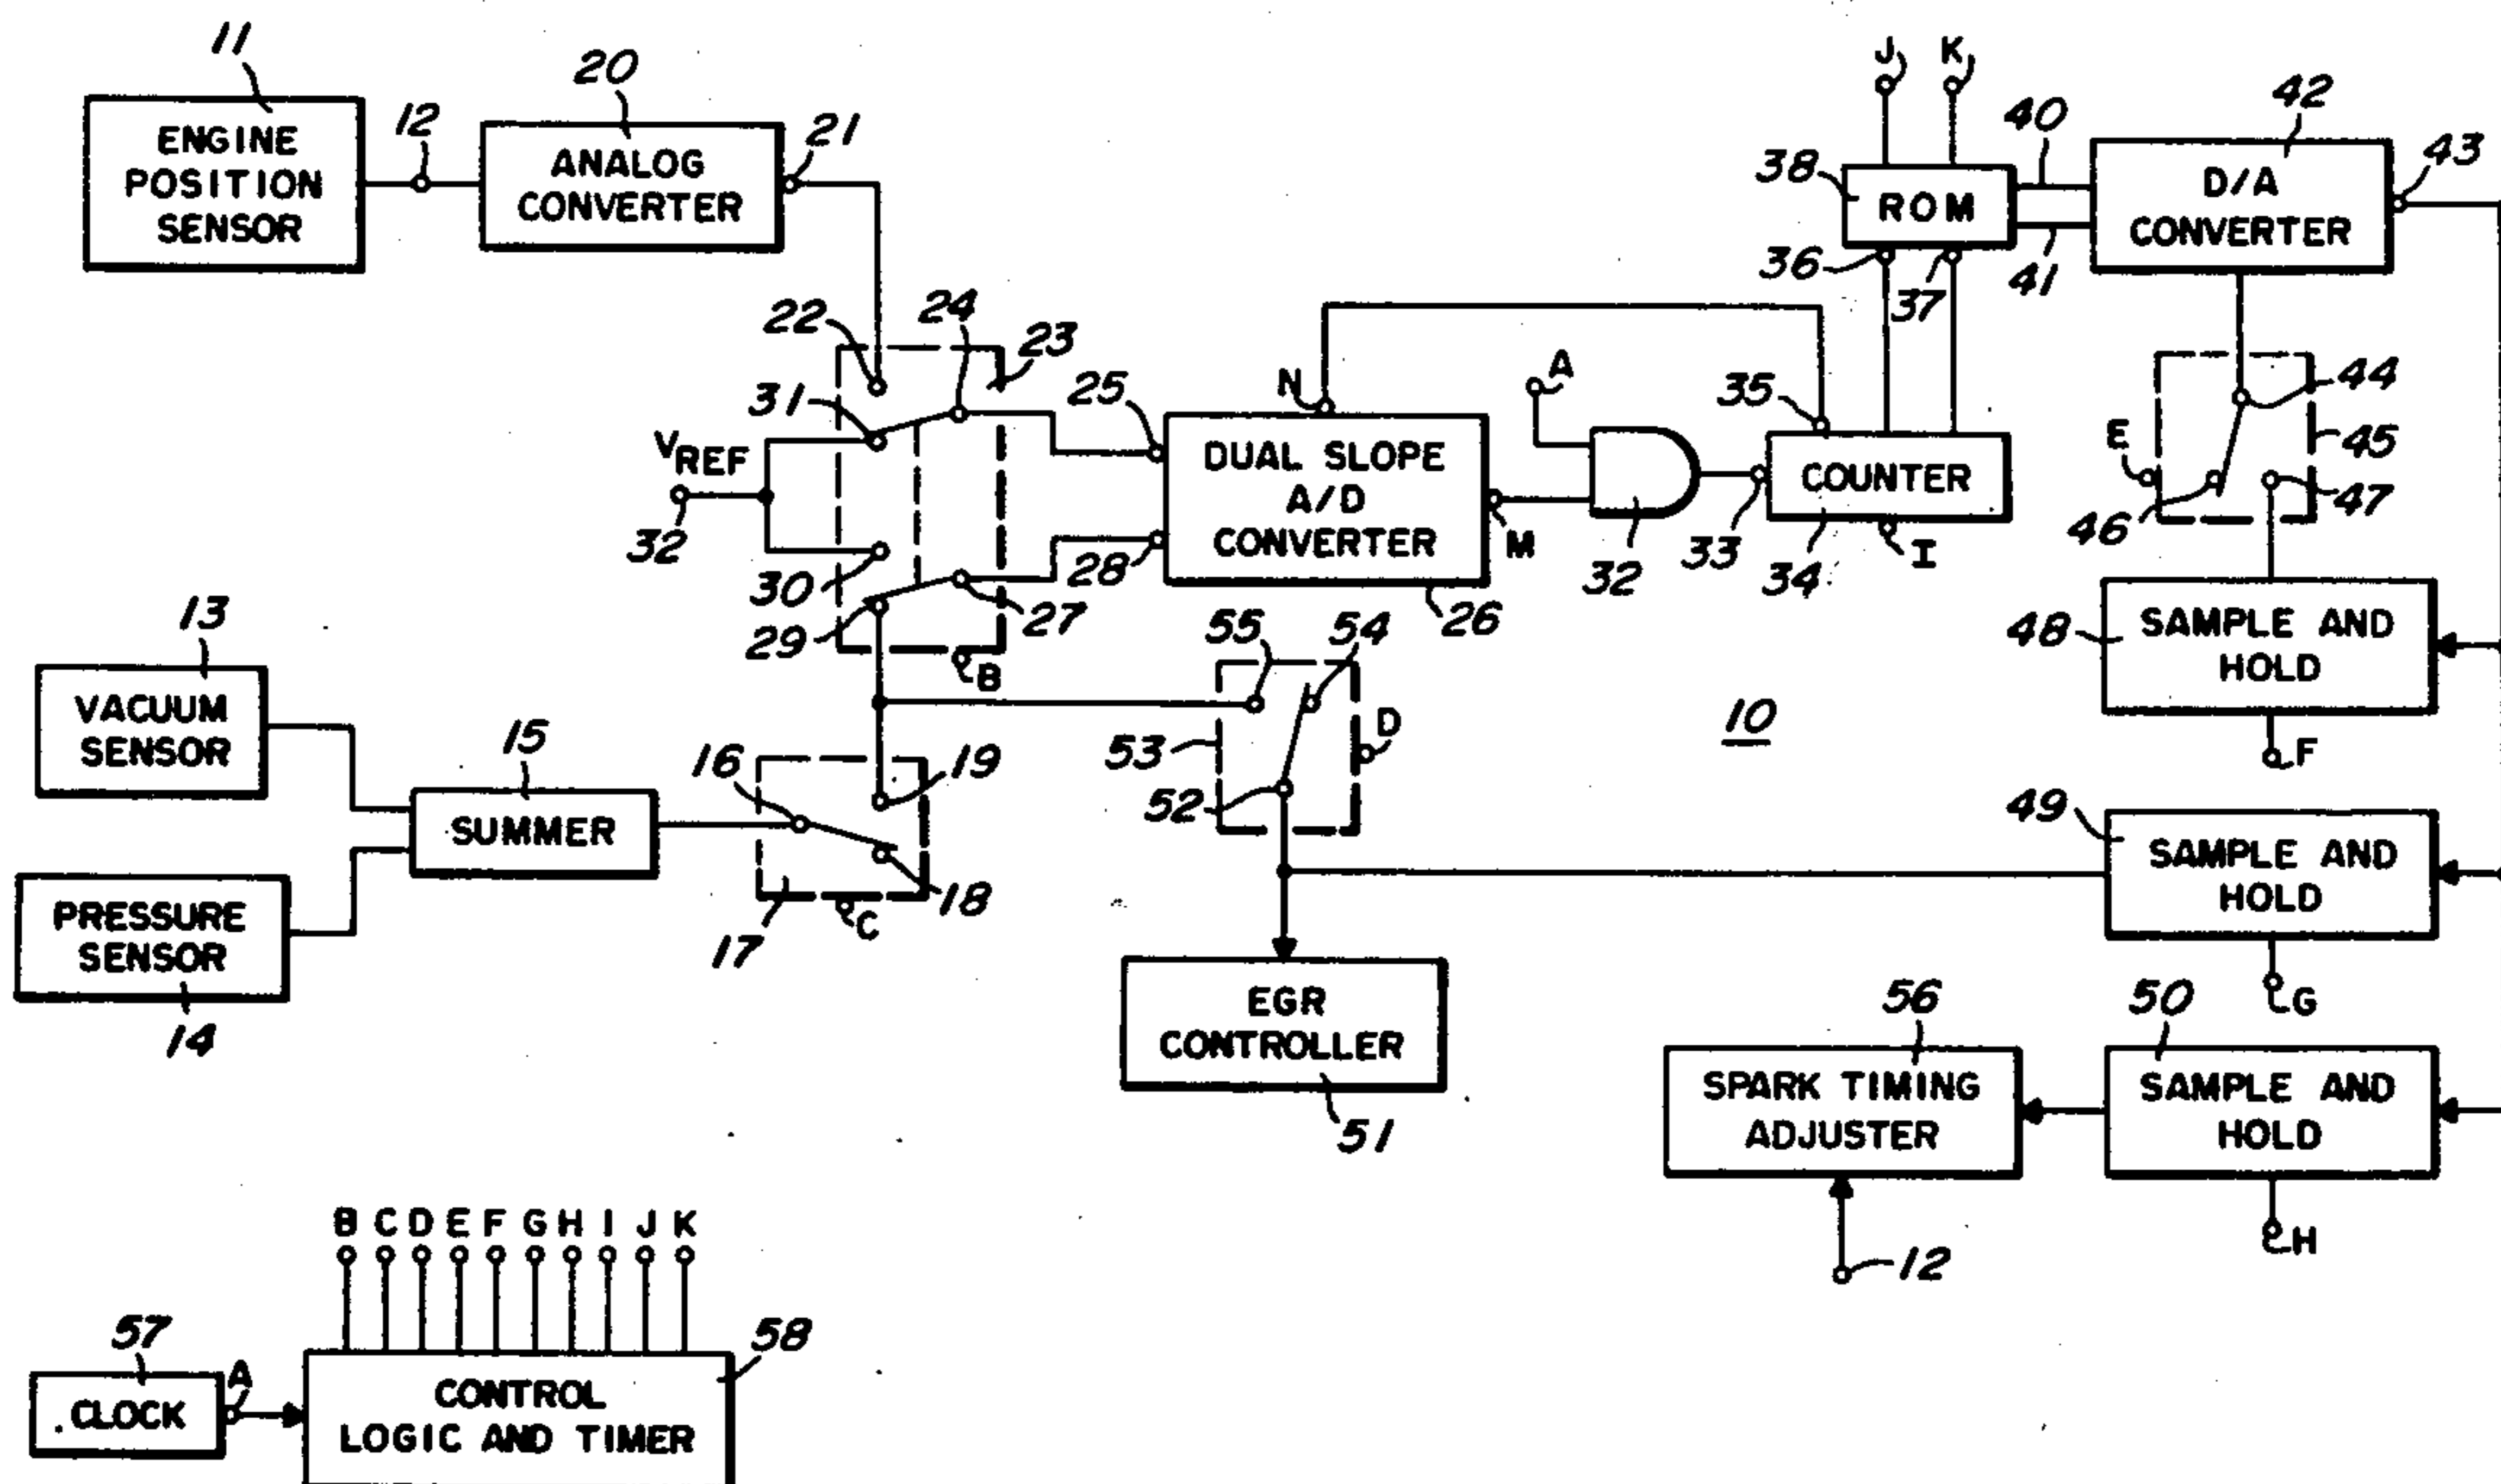 11
ENGINE
POSITION
SENSOR
12
20
ANALOG
CONVERTER
21
J
K
38
ROM
36
37
40
41
42
D/A
CONVERTER
43
22
24
23
31
VREF
32
30
29
27
B
25
28
N
DUAL SLOPE
A/D
CONVERTER
M
26
A
32
33
35
COUNTER
34
I
44
E
45
46
47
48
SAMPLE AND
HOLD
F
13
VACUUM
SENSOR
15
SUMMER
PRESSURE
SENSOR
14
16
19
17
C
18
55
54
53
D
52
10
49
SAMPLE AND
HOLD
G
EGR
CONTROLLER
51
56
SPARK TIMING
ADJUSTER
12
50
SAMPLE AND
HOLD
H
B C D E F G H I J K
57
CLOCK
A
58
CONTROL
LOGIC AND TIMER